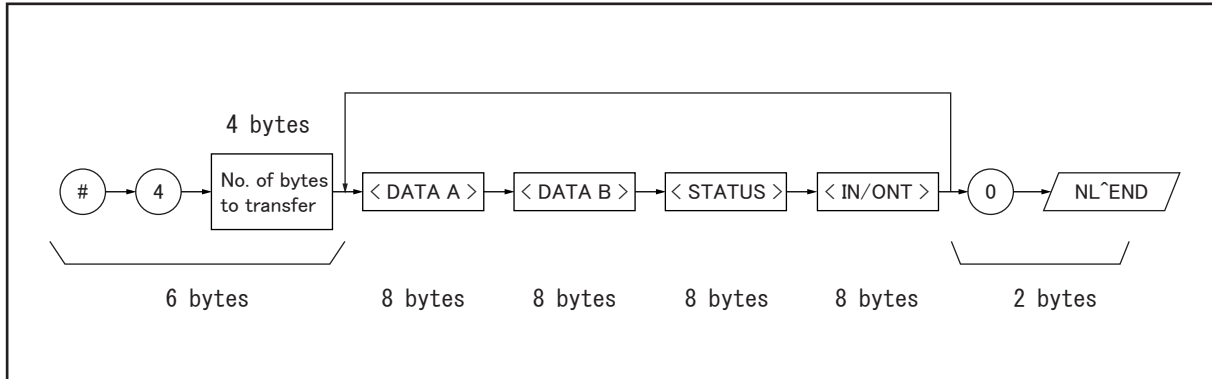 4 bytes
# 4 No. of bytes < DATA A > < DATA B > < STATUS > < IN/ONT > 0 NL^END
to transfer
6 bytes 8 bytes 8 bytes 8 bytes 8 bytes 2 bytes